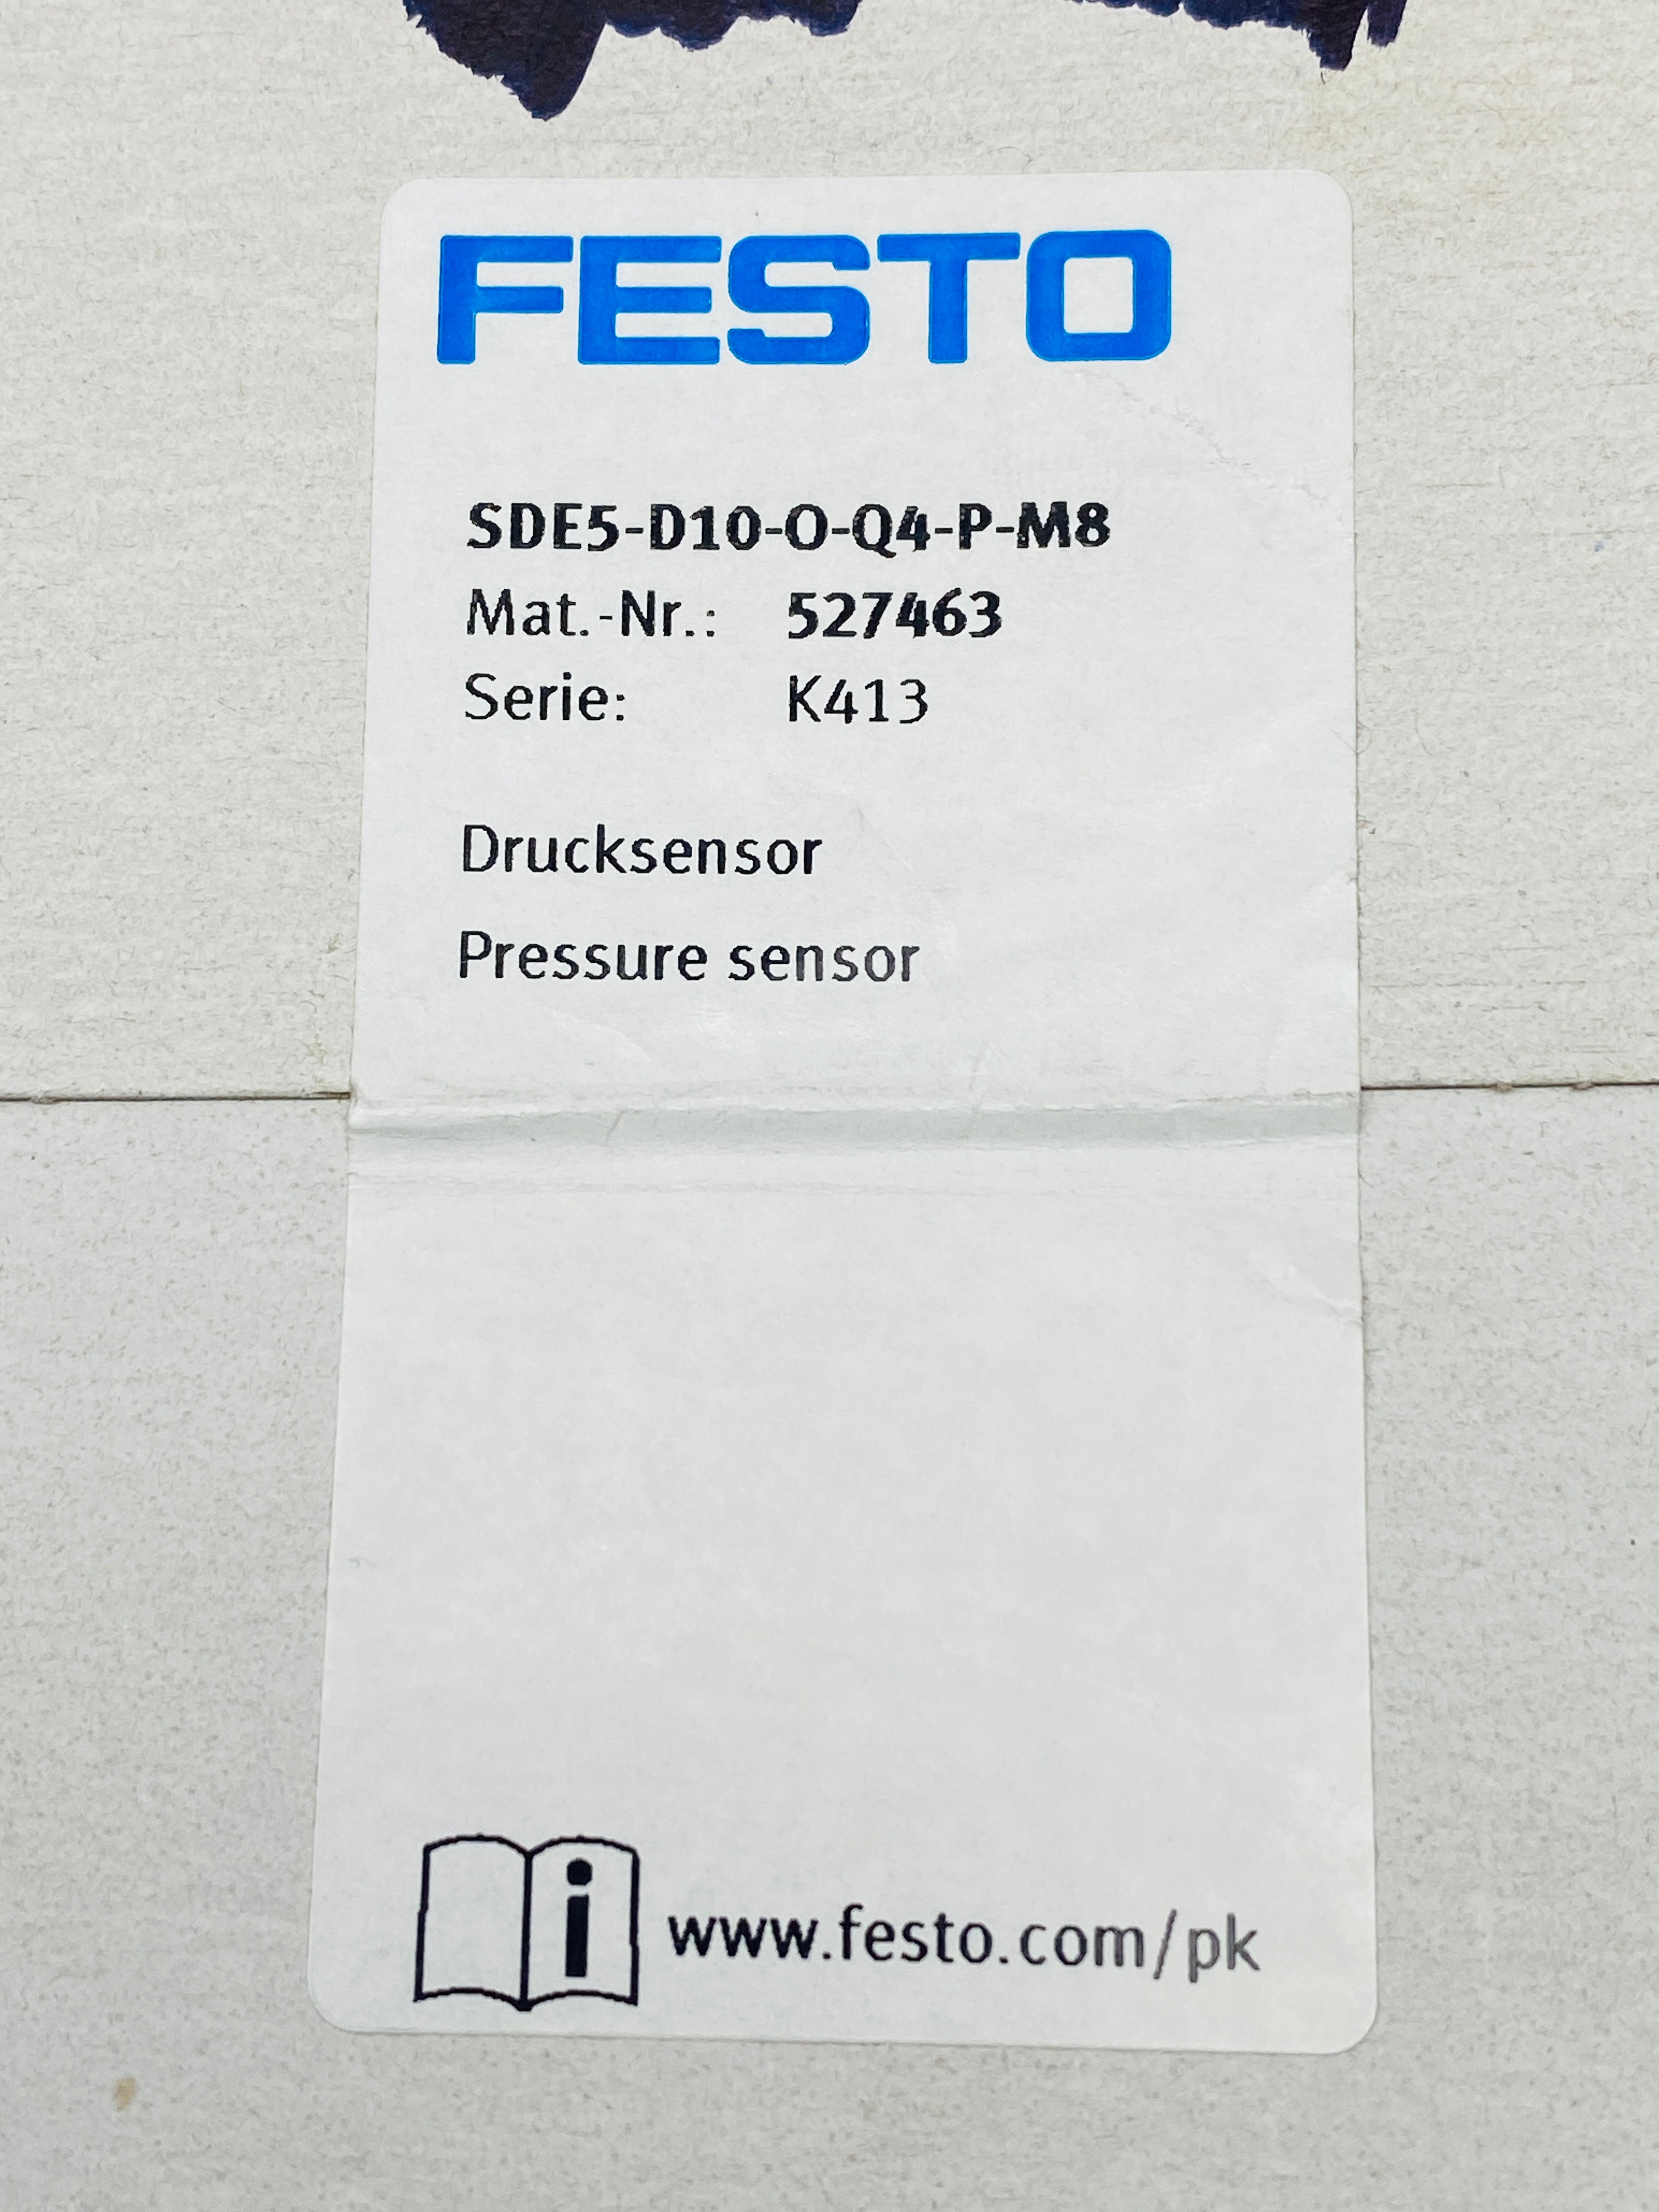 FESTO
SDE5-D10-O-Q4-P-M8
Mat.-Nr.: 527463
Serie: K413
Drucksensor
Pressure sensor
i www.festo.com/pk